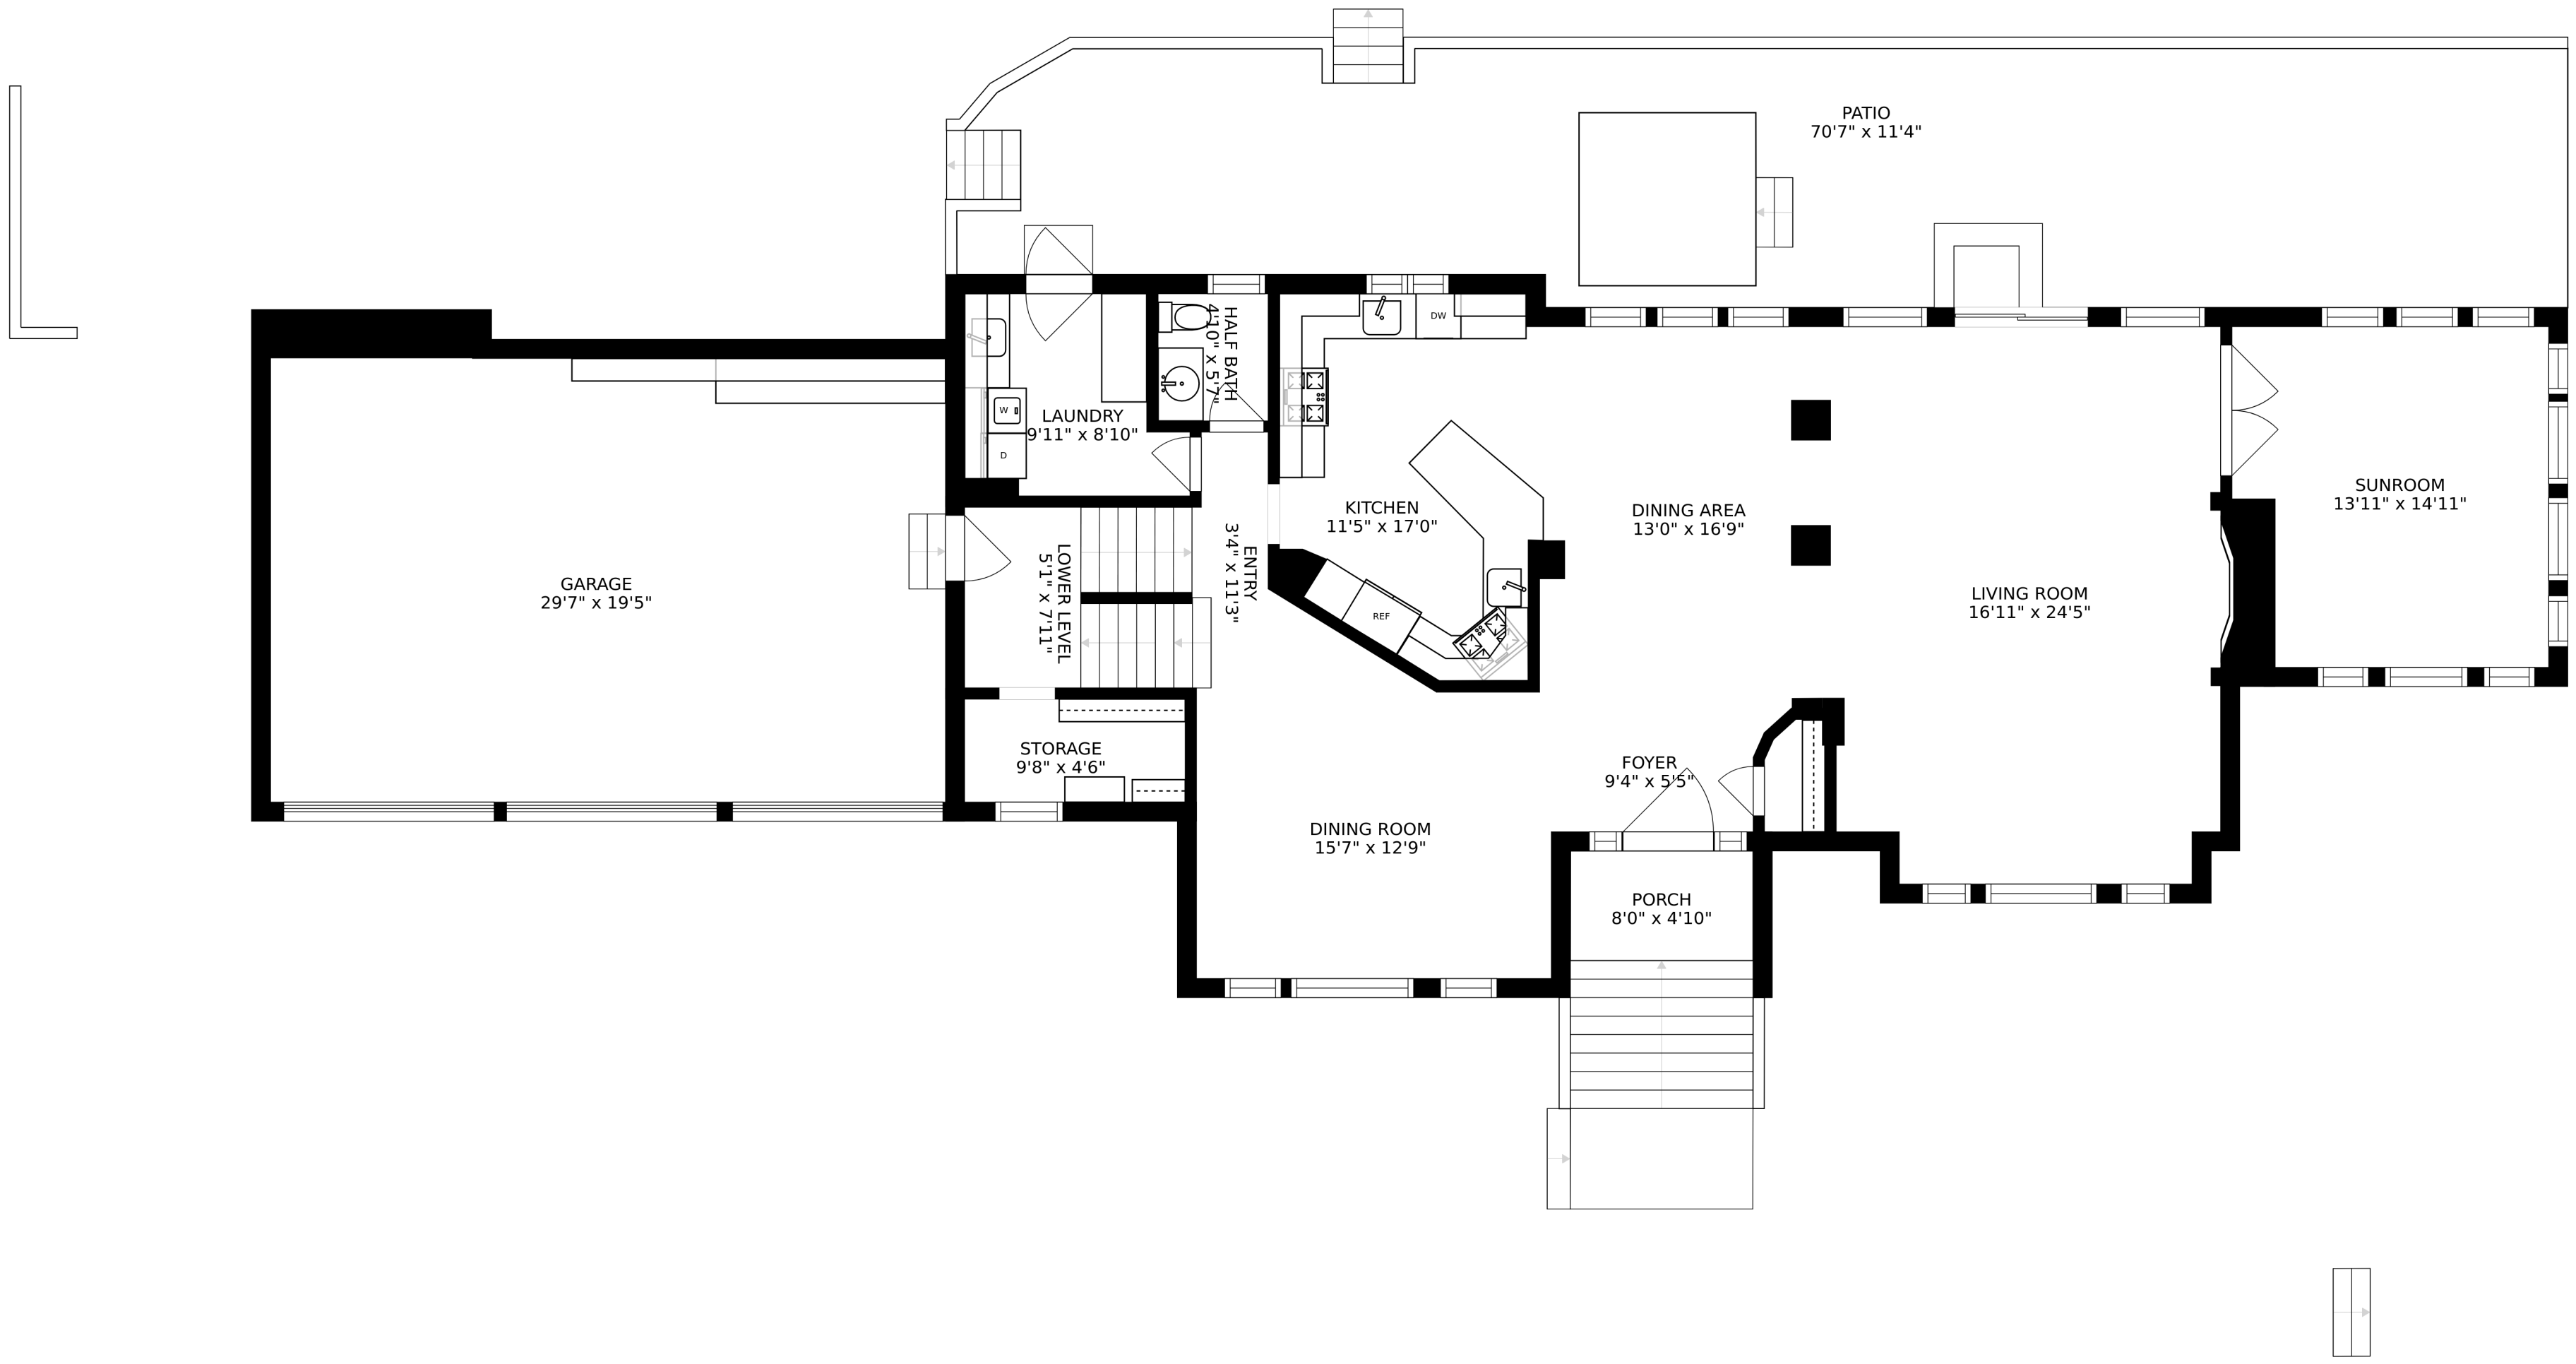 PATIO
70'7" x 11'4"
DW
HALF BATH
4'10" x 5'7"
W
LAUNDRY
9'11" x 8'10"
D
SUNROOM
13'11" x 14'11"
KITCHEN
11'5" x 17'0"
DINING AREA
13'0" x 16'9"
ENTRY
3'4" x 11'3"
LOWER LEVEL
5'1" x 7'11"
GARAGE
29'7" x 19'5"
LIVING ROOM
16'11" x 24'5"
REF
STORAGE
9'8" x 4'6"
FOYER
9'4" x 5'5"
DINING ROOM
15'7" x 12'9"
PORCH
8'0" x 4'10"